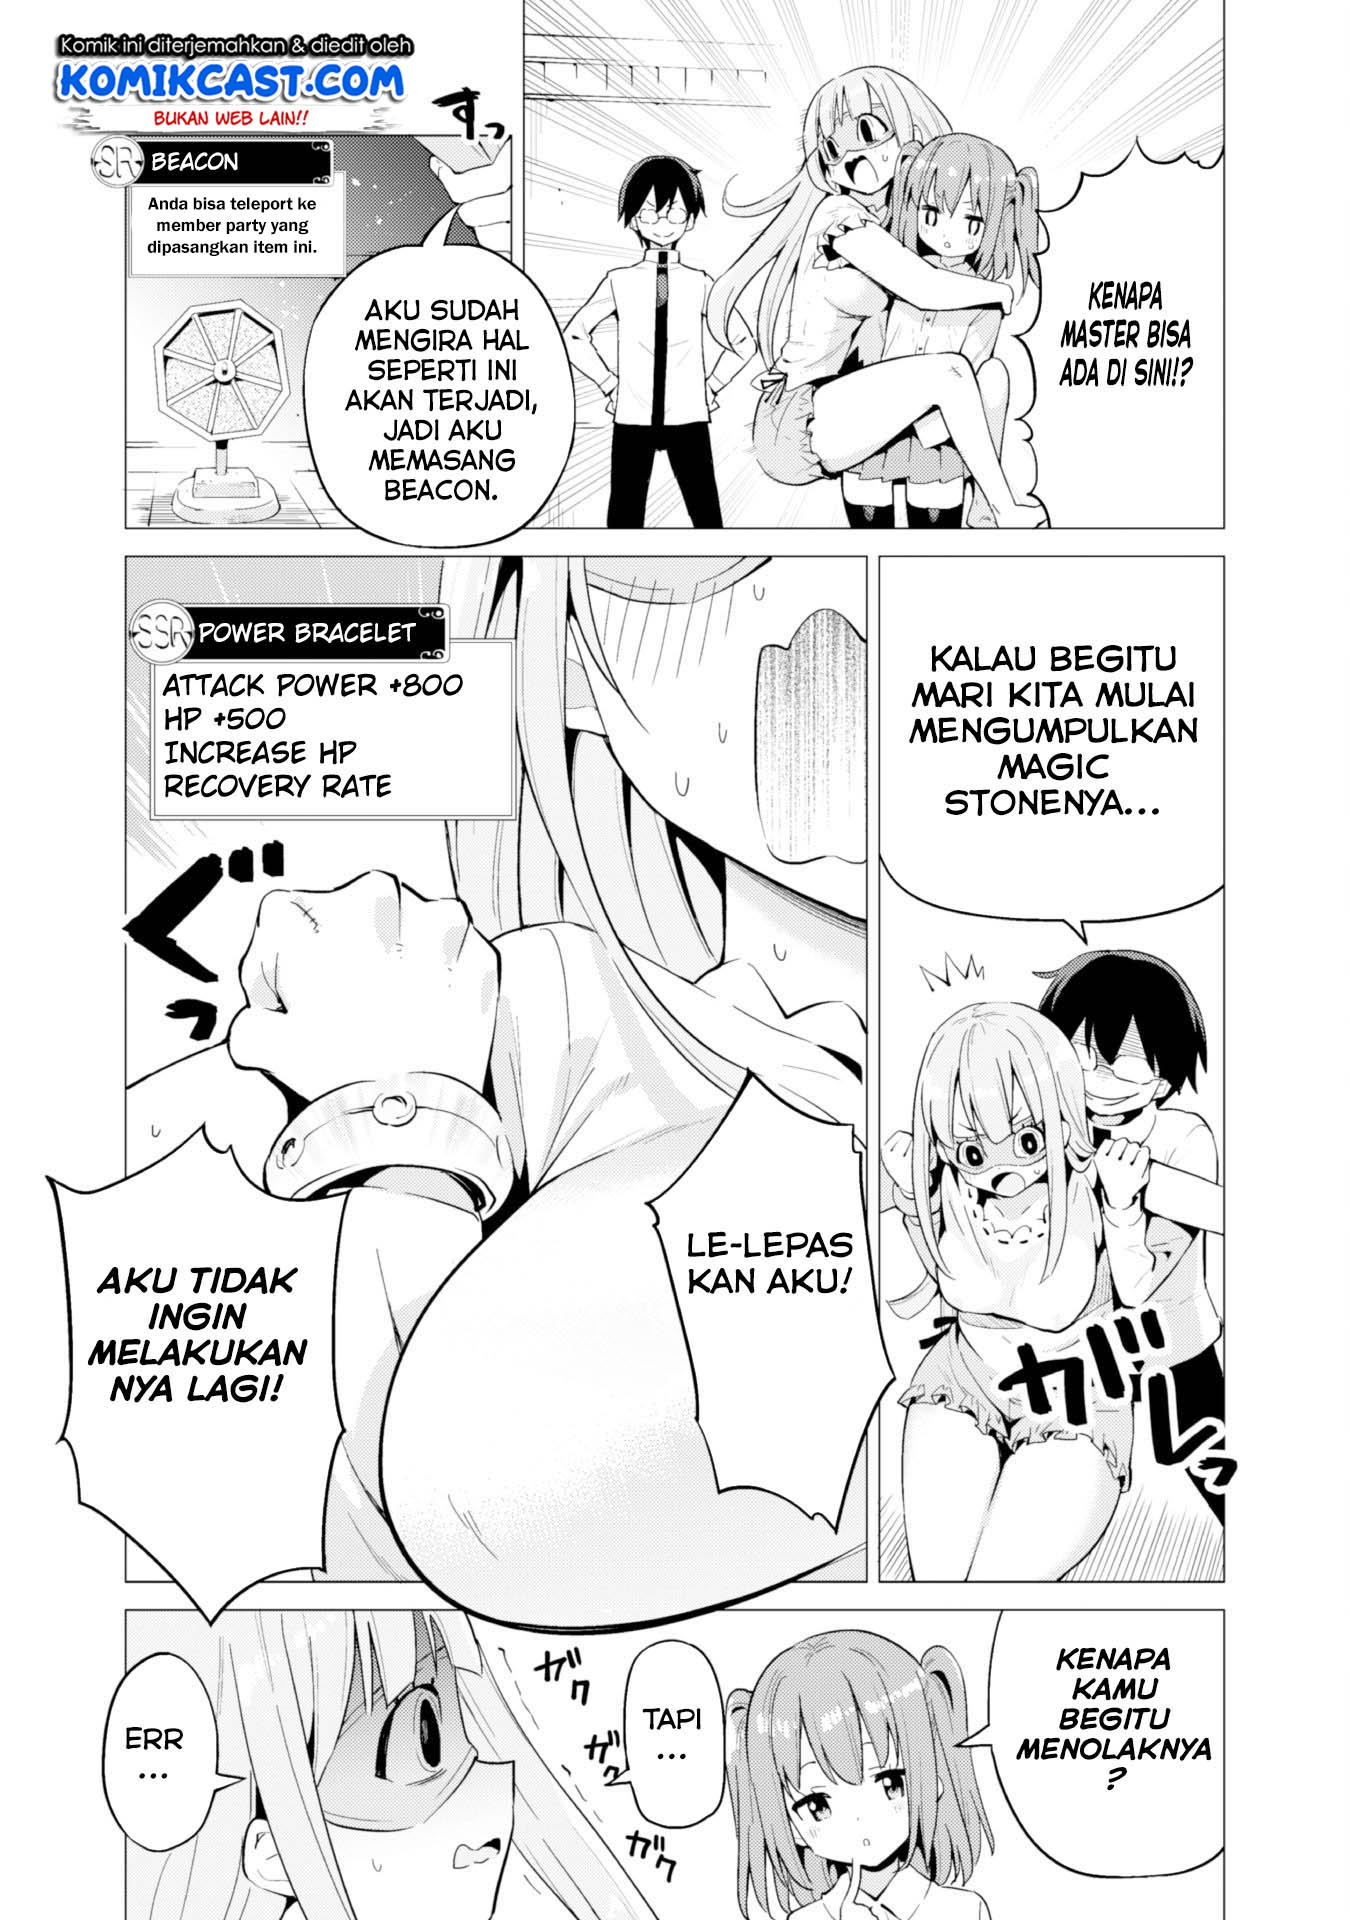 Komik ini diterjemahkan & diedit oleh
KOMIKCAST.COM
BUKAN WEB LAIN!!
KENAPA
MASTER BISA
ADA DI SINI!?
すっ
SR BEACON
Anda bisa teleport ke
member party yang
dipasangkan item ini.
AKU SUDAH
MENGIRA HAL
SEPERTI INI
AKAN TERJADI,
JADI AKU
MEMASANG
BEACON.
KALAU BEGITU
MARI KITA MULAI
MENGUMPULKAN
MAGIC
STONENYA...
ガシッ
SSR POWER BRACELET
ATTACK POWER +800
HP +500
INCREASE HP
RECOVERY RATE
ぐぐっ
LE-LEPAS
KAN AKU!
AKU TIDAK
INGIN
MELAKUKAN
NYA LAGI!
KENAPA
KAMU
BEGITU
MENOLAKNYA
?
TAPI
...
ガク
ガク
ガク
ERR
...